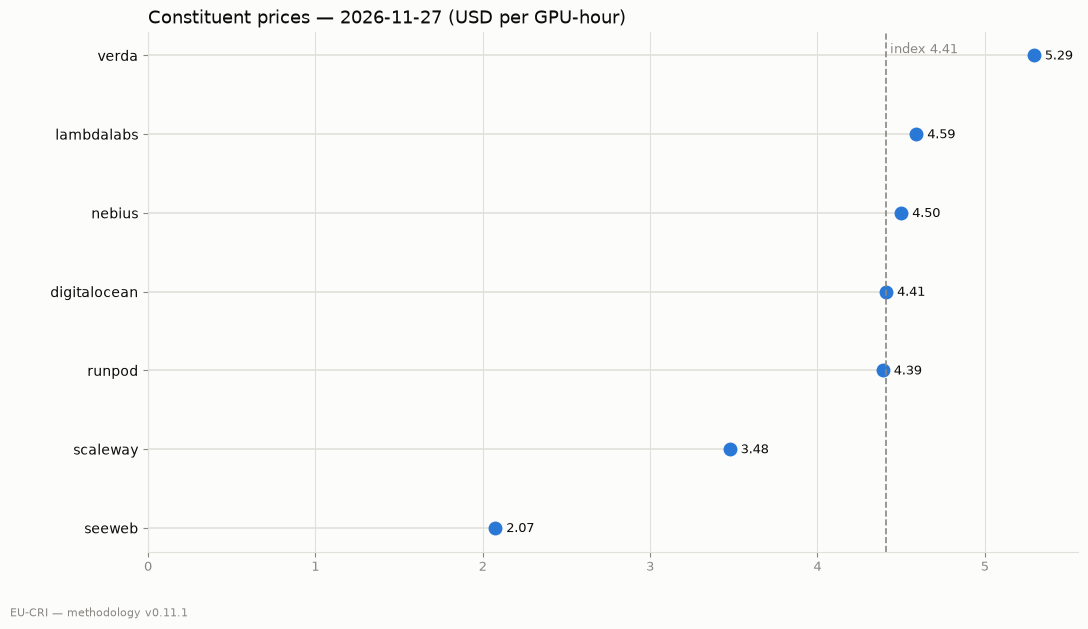 Constituent prices — 2026-11-27 (USD per GPU-hour)
index 4.41
verda 5.29
lambdalabs 4.59
nebius 4.50
digitalocean 4.41
runpod 4.39
scaleway 3.48
seeweb 2.07
0 1 2 3 4 5
EU-CRI — methodology v0.11.1